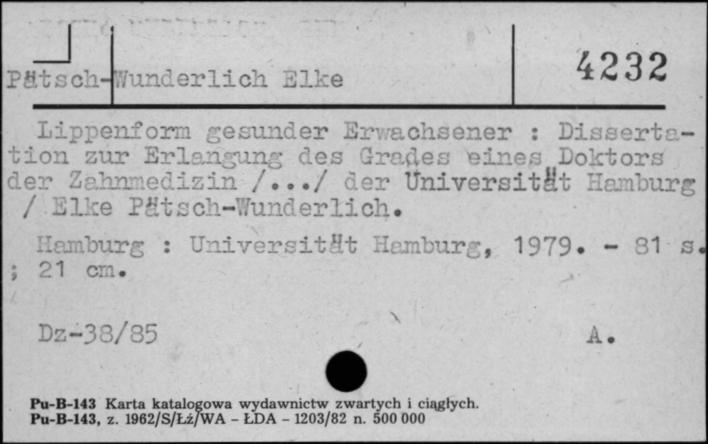 4232
Pätsch-Wunderlich Elke
Lippenform gesunder Erwachsener : Disserta-
tion zur Erlangung des Grades eines Doktors
der Zahnmedizin /.../ der Universität Hamburg
/ Elke Pätsch-Wunderlich.
Hamburg : Universität Hamburg, 1979. - 81 s.
; 21 cm.
Dz-38/85 A.
Pu-B-143 Karta katalogowa wydawnictw zwartych i ciągłych.
Pu-B-143, z. 1962/S/Łż/WA - ŁDA - 1203/82 n. 500 000